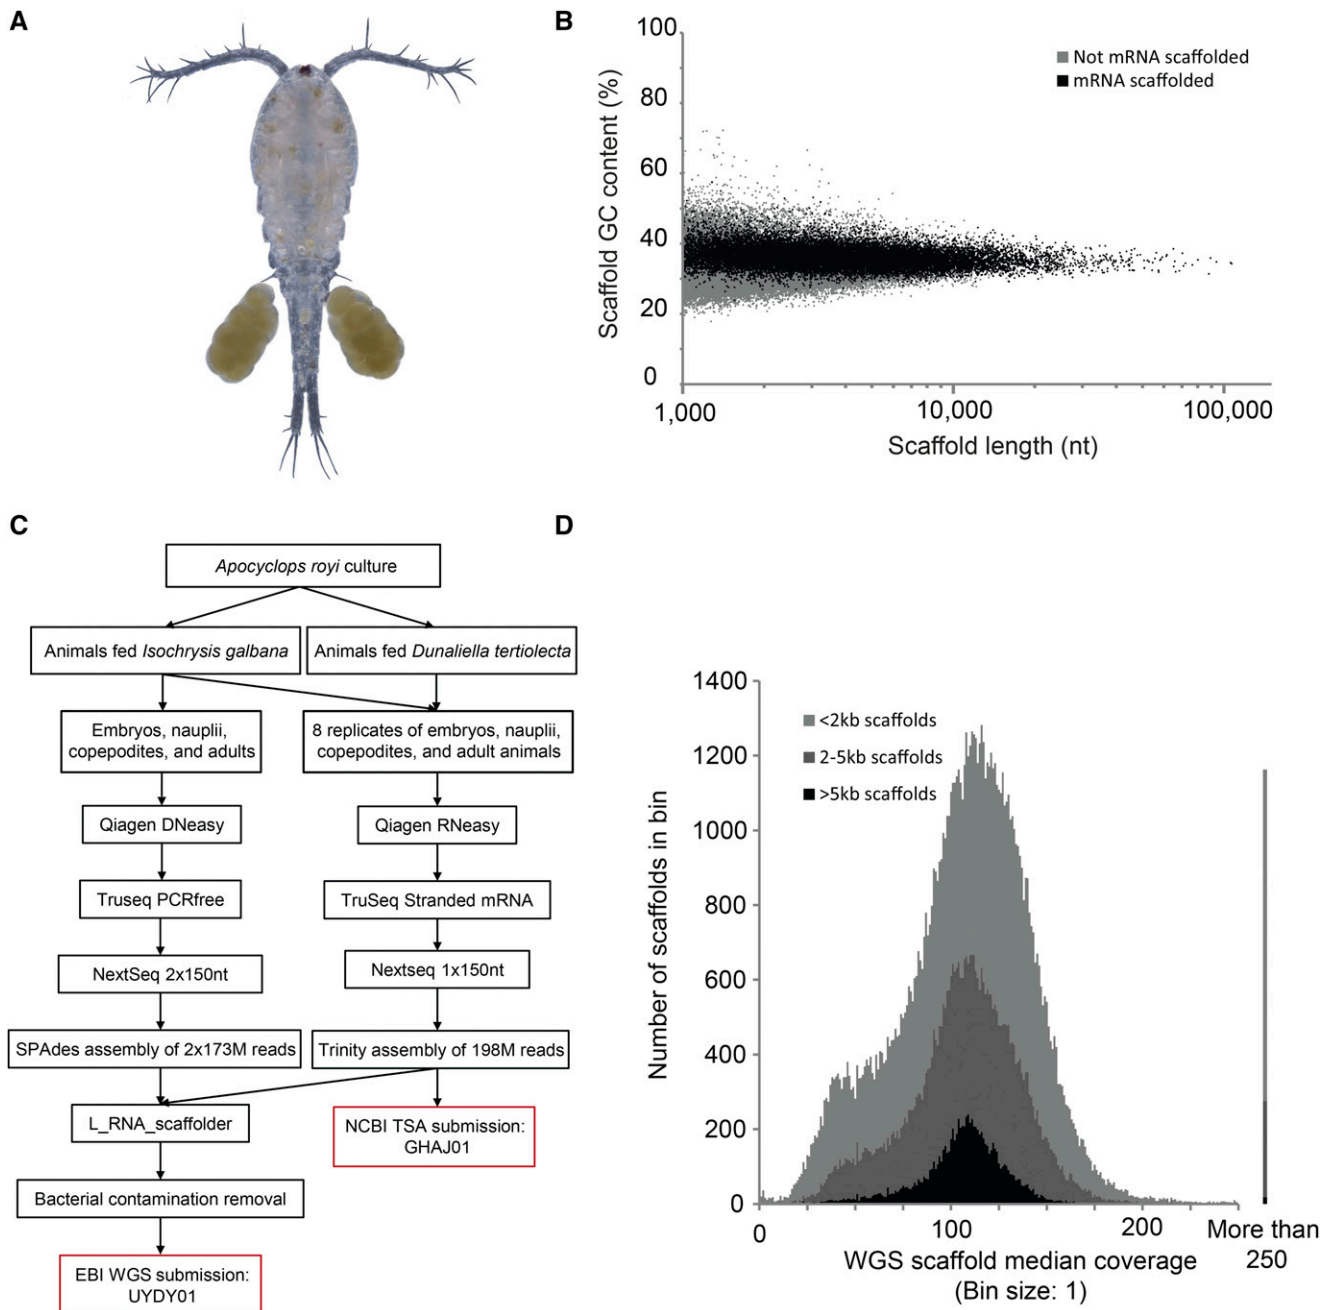 A
B
100
80
60
40
20
0
Scaffold GC content (%)
Not mRNA scaffolded
mRNA scaffolded
1,000
10,000
100,000
Scaffold length (nt)
C
Apocyclops royi culture
Animals fed Isochrysis galbana
Animals fed Dunaliella tertiolecta
Embryos, nauplii,
copepodites, and adults
8 replicates of embryos, nauplii,
copepodites, and adult animals
Qiagen DNeasy
Qiagen RNeasy
Truseq PCRfree
TruSeq Stranded mRNA
NextSeq 2x150nt
Nextseq 1x150nt
SPAdes assembly of 2x173M reads
Trinity assembly of 198M reads
L_RNA_scaffolder
NCBI TSA submission:
GHAJ01
Bacterial contamination removal
EBI WGS submission:
UYDY01
D
1400
1200
1000
800
600
400
200
0
Number of scaffolds in bin
<2kb scaffolds
2-5kb scaffolds
>5kb scaffolds
0
100
200
More than
250
WGS scaffold median coverage
(Bin size: 1)